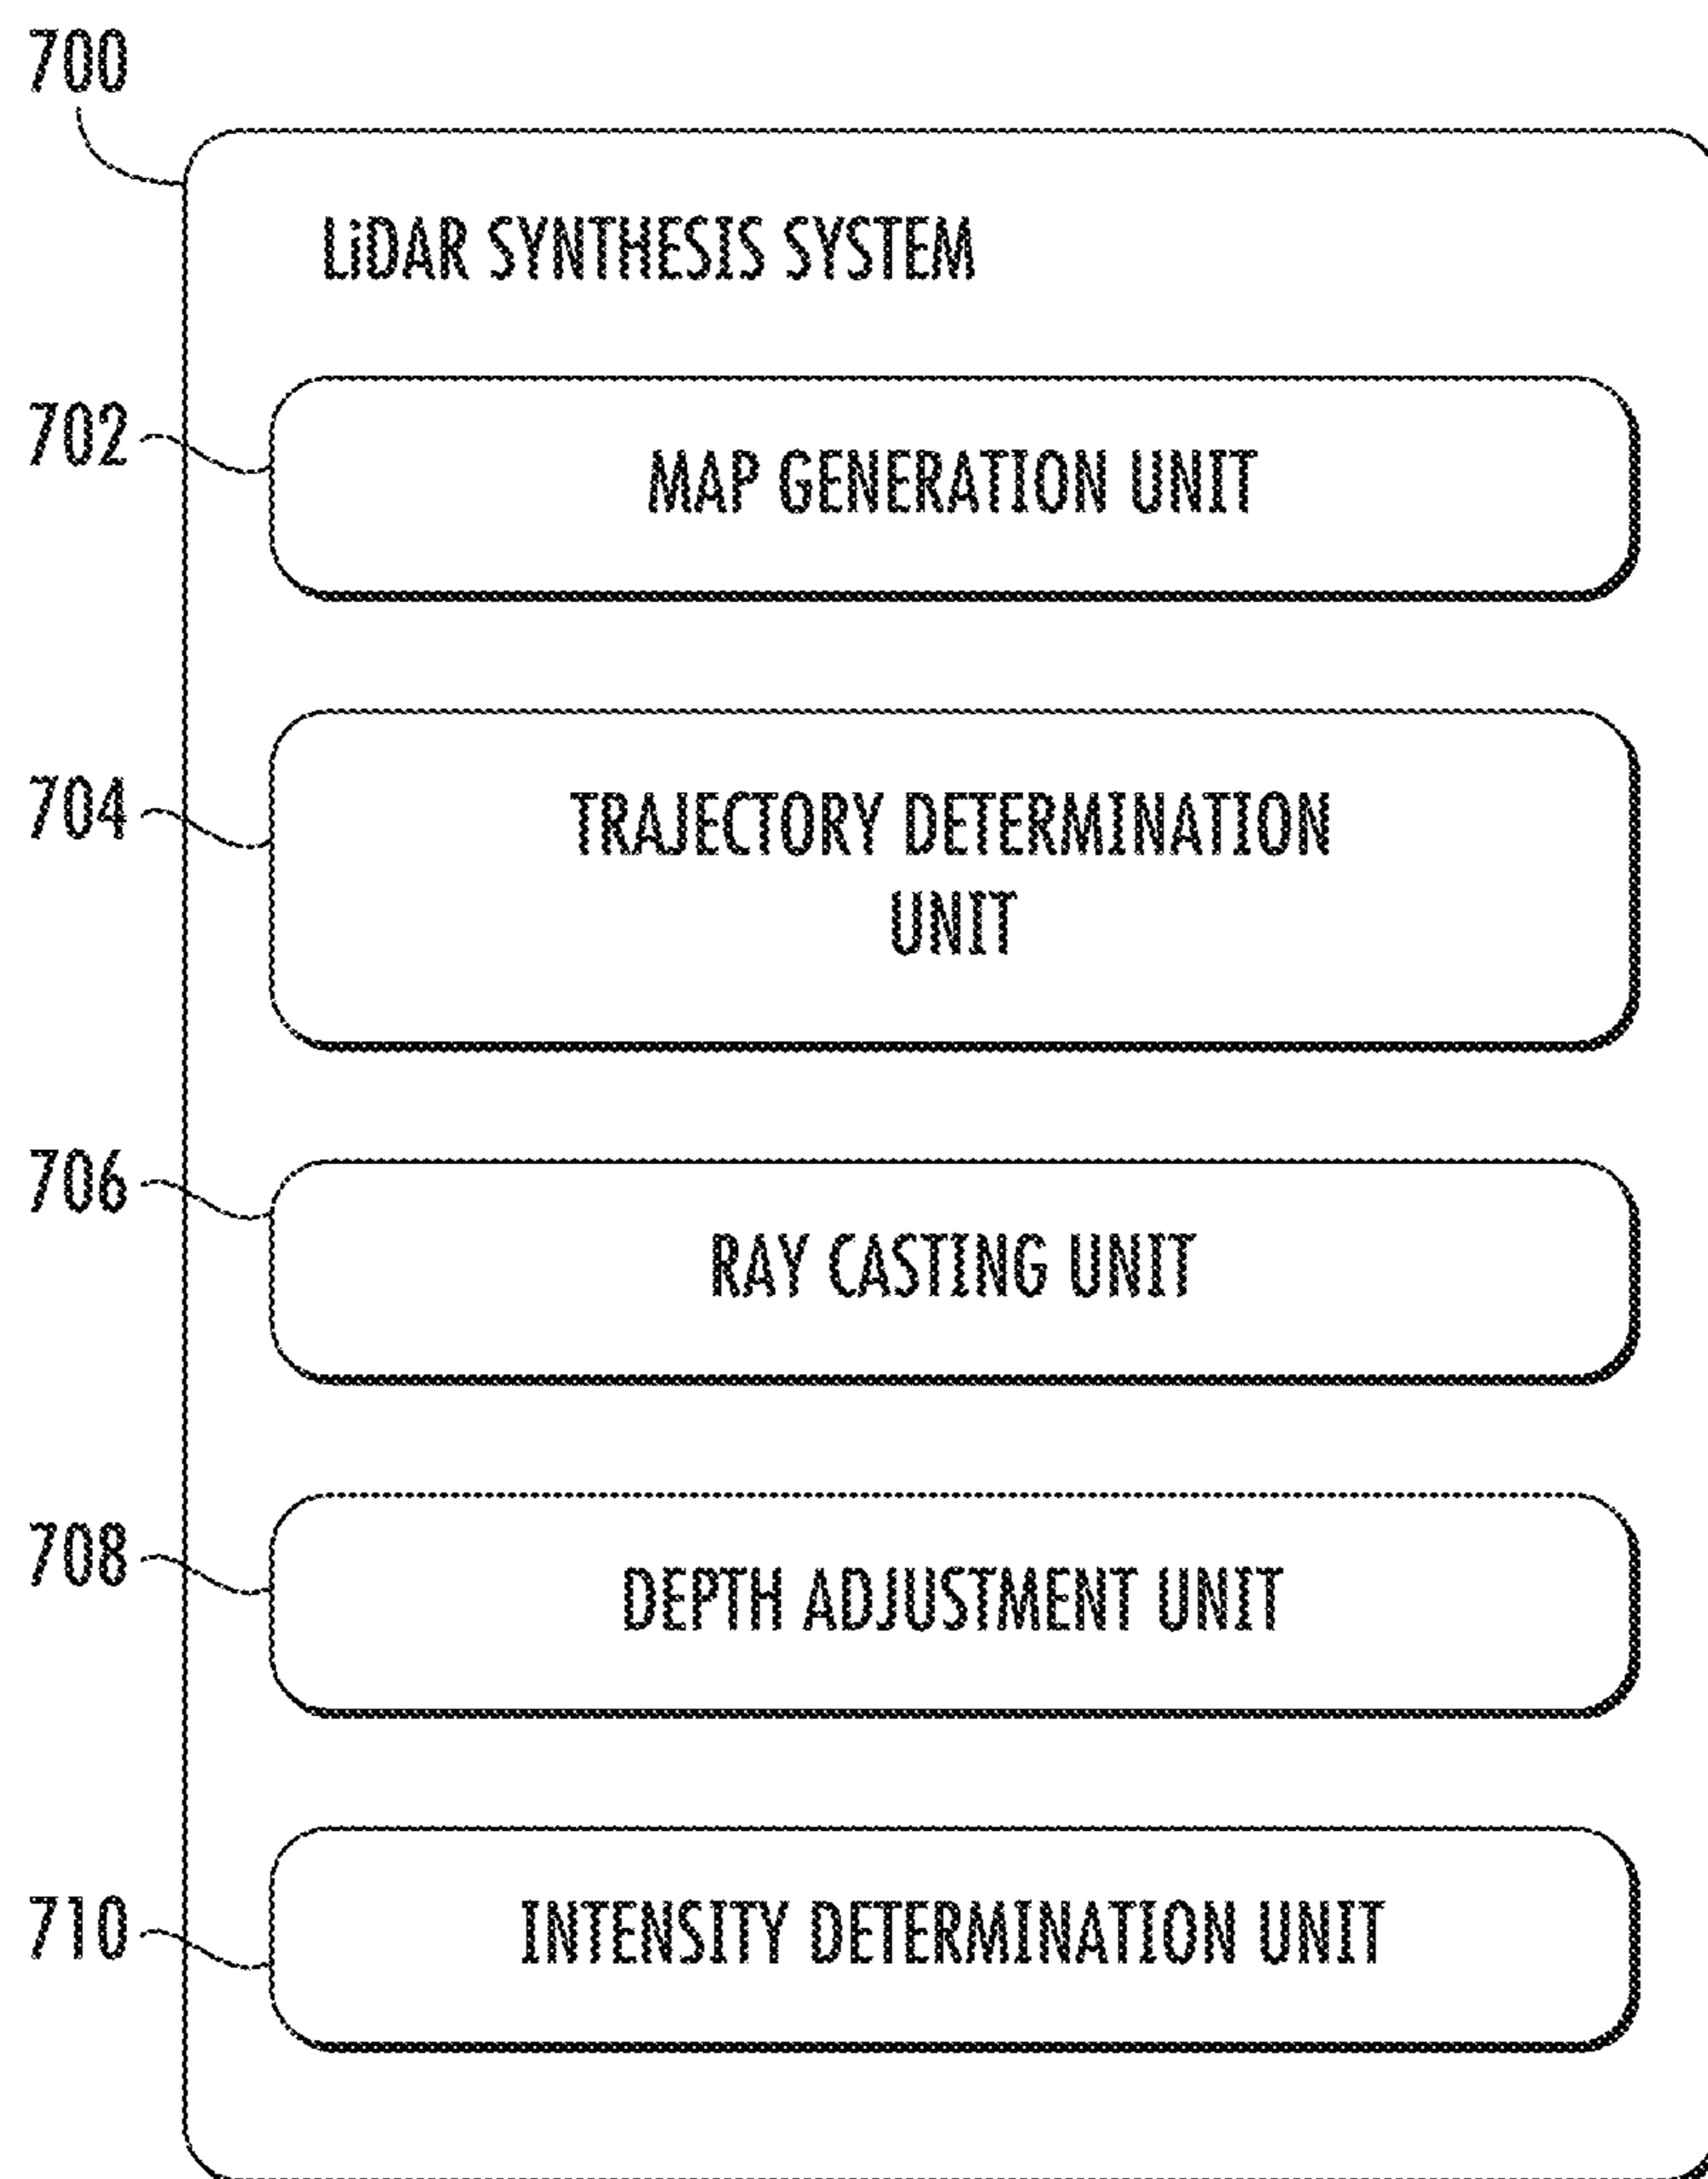 700
LiDAR SYNTHESIS SYSTEM
702
MAP GENERATION UNIT
704
TRAJECTORY DETERMINATION
UNIT
706
RAY CASTING UNIT
708
DEPTH ADJUSTMENT UNIT
710
INTENSITY DETERMINATION UNIT